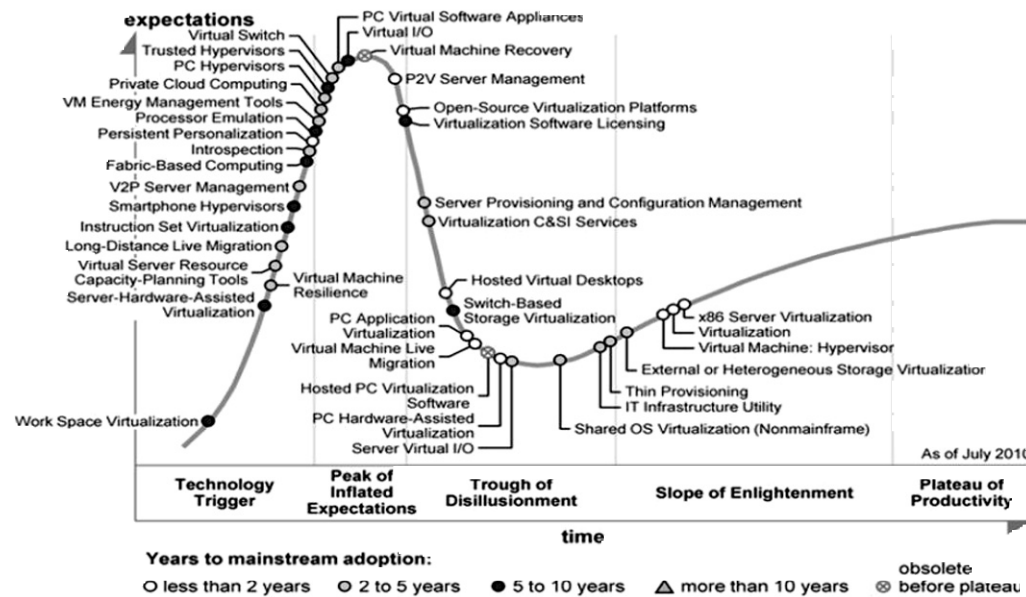 expectations
PC Virtual Software Appliances
Virtual I/O
Virtual Switch
Trusted Hypervisors
PC Hypervisors
Private Cloud Computing
VM Energy Management Tools
Processor Emulation
Persistent Personalization
Introspection
Fabric-Based Computing
V2P Server Management
Smartphone Hypervisors
Instruction Set Virtualization
Long-Distance Live Migration
Virtual Server Resource
Capacity-Planning Tools
Server-Hardware-Assisted
Virtualization
Virtual Machine
Resilience
Work Space Virtualization
Virtual Machine Recovery
P2V Server Management
Open-Source Virtualization Platforms
Virtualization Software Licensing
Server Provisioning and Configuration Management
Virtualization C&SI Services
Hosted Virtual Desktops
Switch-Based
Storage Virtualization
PC Application
Virtualization
Virtual Machine Live
Migration
Hosted PC Virtualization
Software
PC Hardware-Assisted
Virtualization
Server Virtual I/O
x86 Server Virtualization
Virtualization
Virtual Machine: Hypervisor
External or Heterogeneous Storage Virtualization
Thin Provisioning
IT Infrastructure Utility
Shared OS Virtualization (Nonmainframe)
As of July 2010
Technology
Trigger
Peak of
Inflated
Expectations
Trough of
Disillusionment
Slope of Enlightenment
Plateau of
Productivity
time
Years to mainstream adoption:
less than 2 years
2 to 5 years
5 to 10 years
more than 10 years
obsolete
before plateau